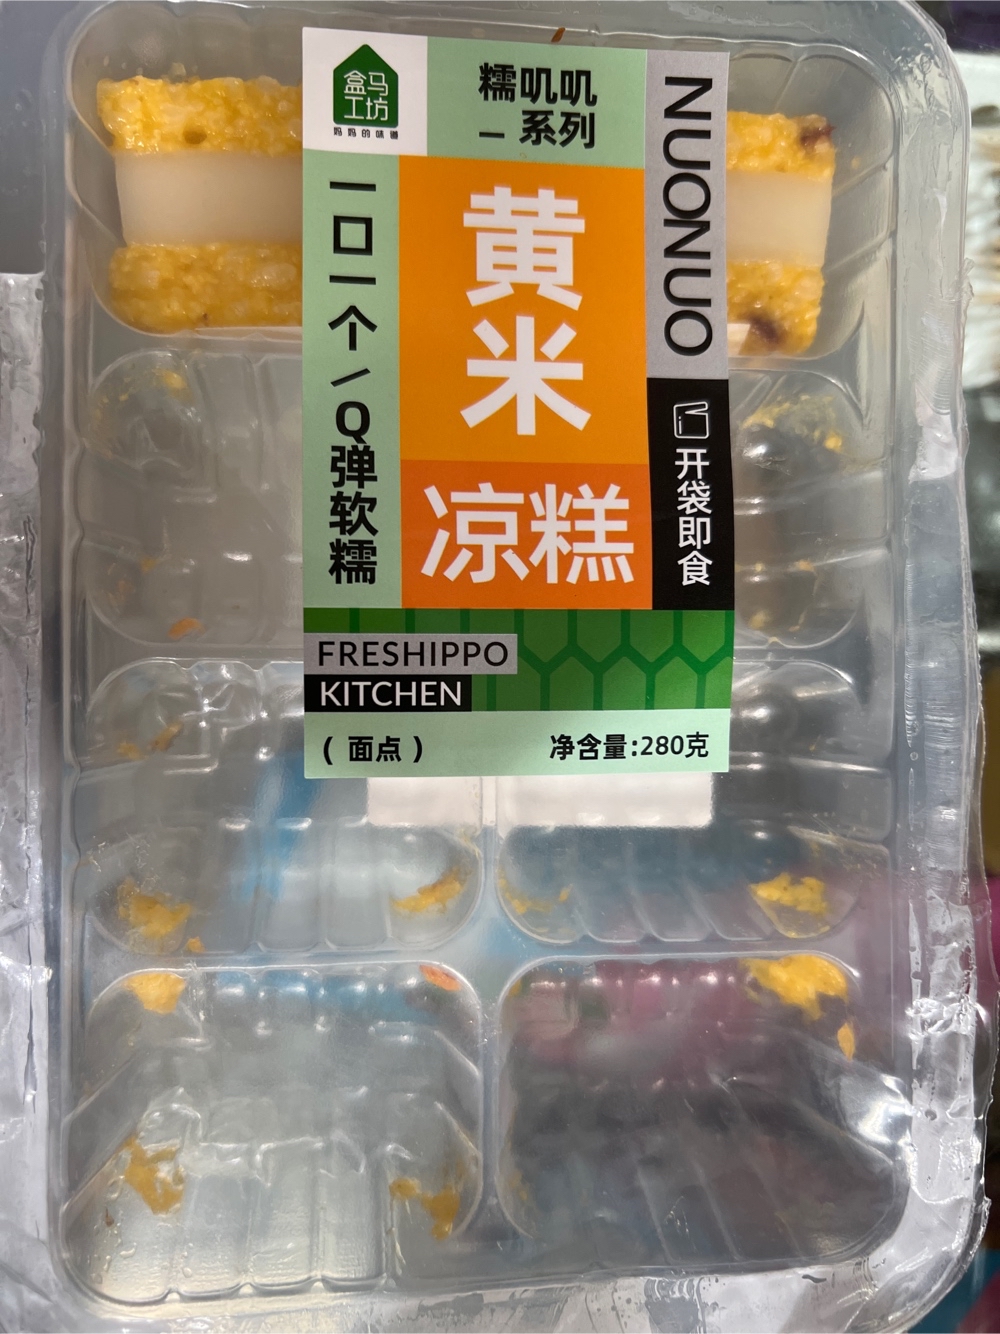 盒马
工坊
妈妈的味道
糯叽叽
— 系列
NUONUO
一口一个/Q弹软糯
黄米
凉糕
开袋即食
FRESHIPPO
KITCHEN
( 面点 )
净含量:280克